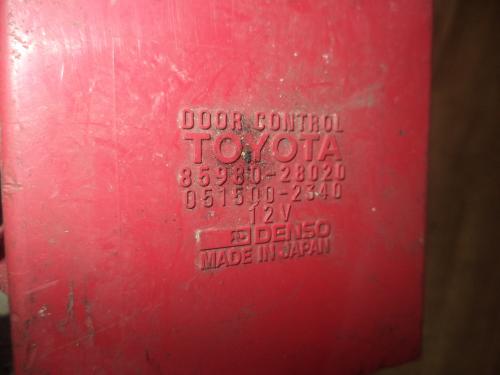 DOOR CONTROL
TOYOTA
85980-28020
051500-2340
12V
DENSO
MADE IN JAPAN